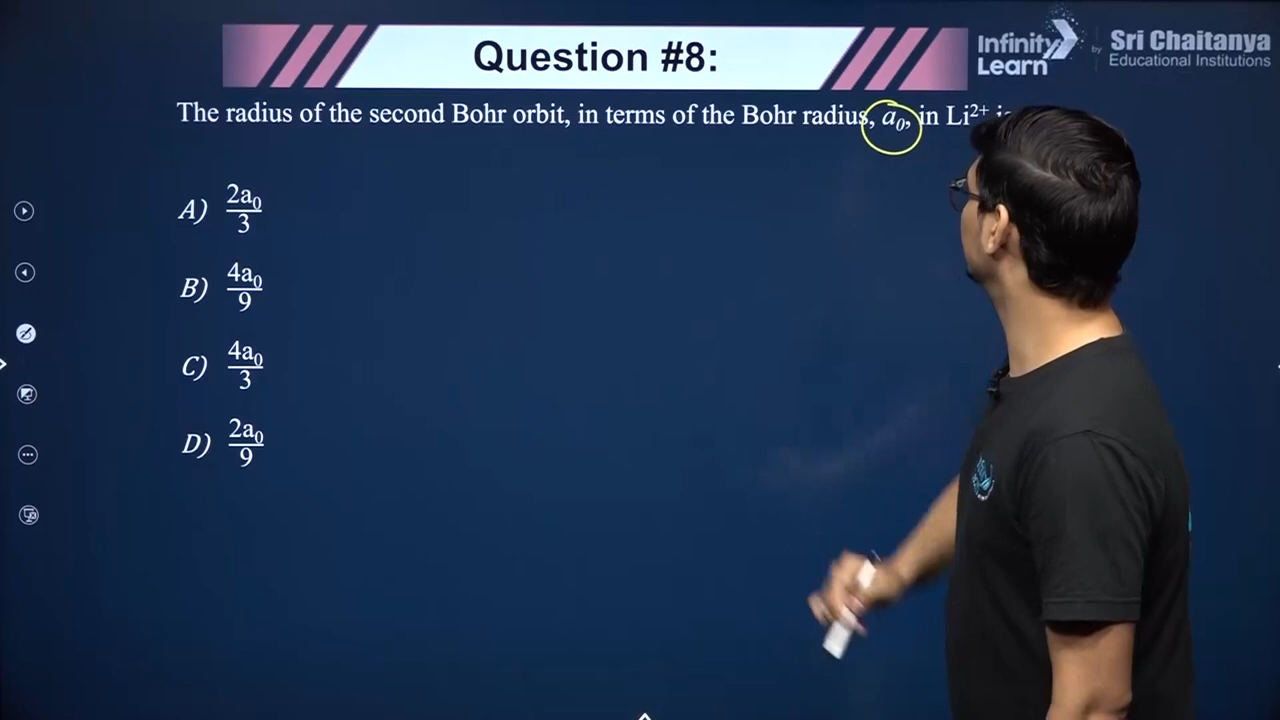 Question #8:
Infinity Learn
by
Sri Chaitanya
Educational Institutions
The radius of the second Bohr orbit, in terms of the Bohr radius, a₀, in Li²⁺ is
A) 2a₀/3
B) 4a₀/9
C) 4a₀/3
D) 2a₀/9